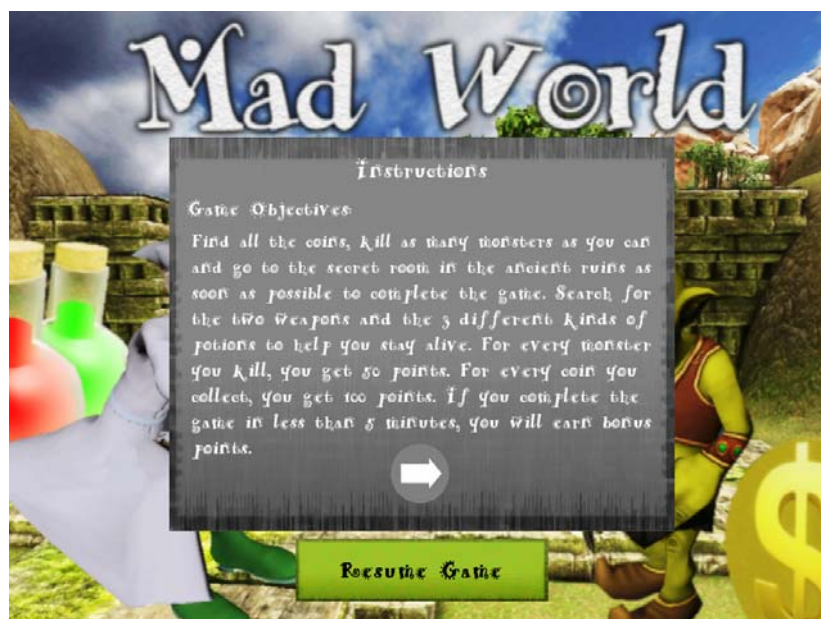 Mad World
Instructions
Game Objectives:
Find all the coins, kill as many monsters as you can
and go to the secret room in the ancient ruins as
soon as possible to complete the game. Search for
the two weapons and the 3 different kinds of
potions to help you stay alive. For every monster
you kill, you get 50 points. For every coin you
collect, you get 100 points. If you complete the
game in less than 5 minutes, you will earn bonus
points.
Resume Game
$